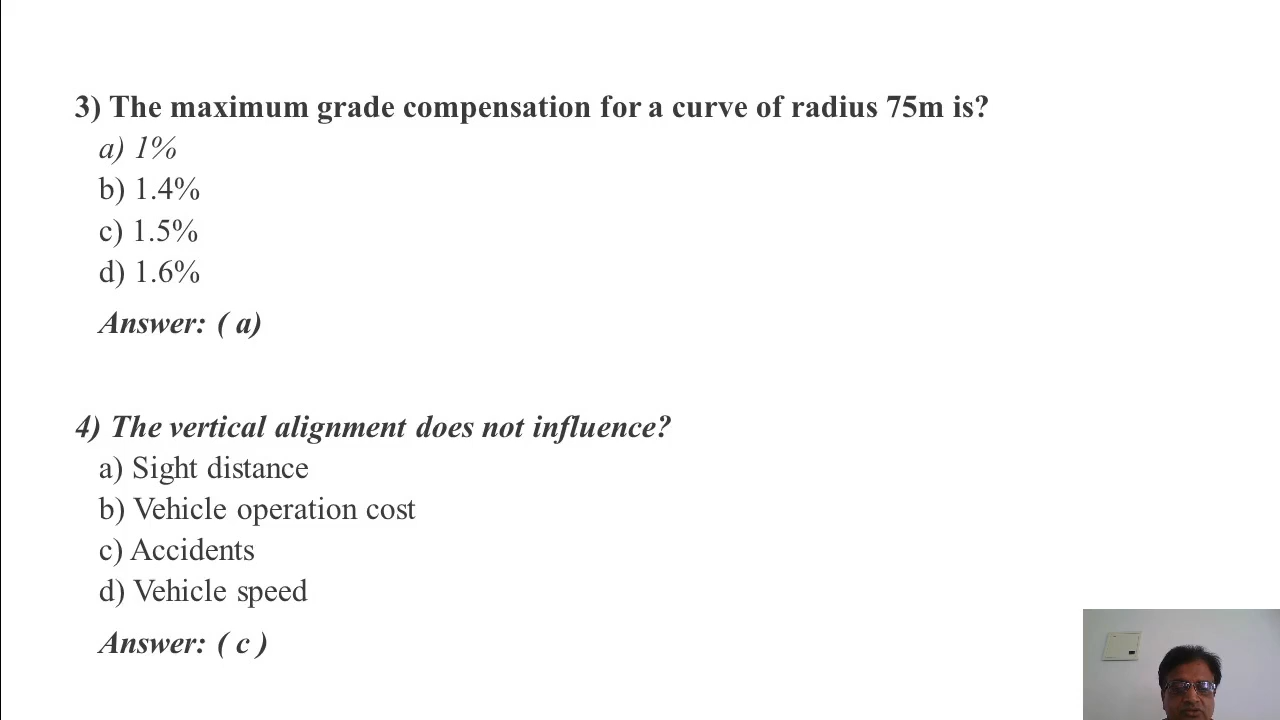 3) The maximum grade compensation for a curve of radius 75m is?
a) 1%
b) 1.4%
c) 1.5%
d) 1.6%
Answer: ( a)
4) The vertical alignment does not influence?
a) Sight distance
b) Vehicle operation cost
c) Accidents
d) Vehicle speed
Answer: ( c )